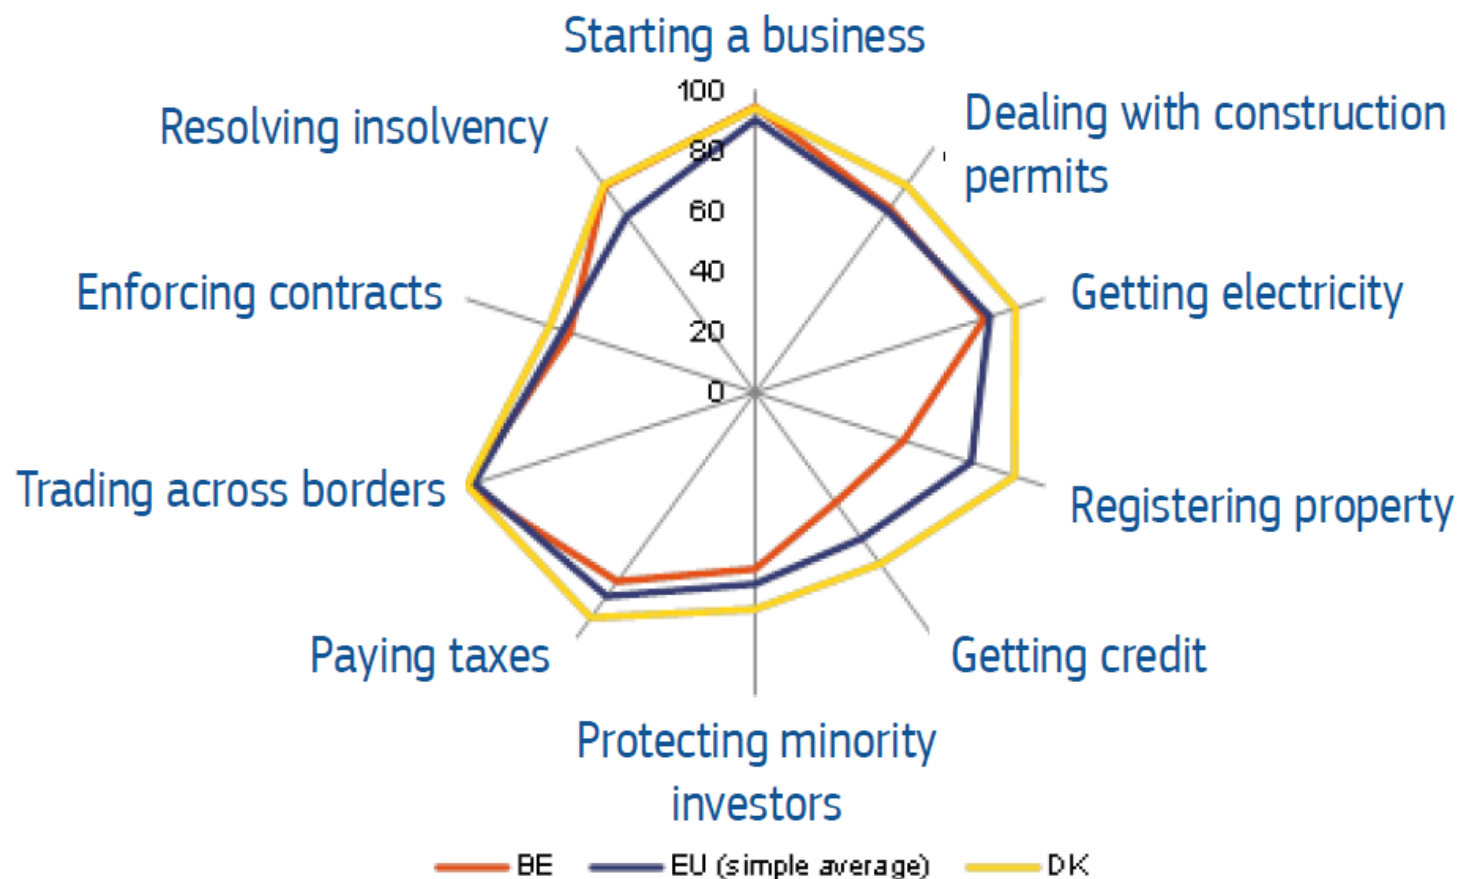 Starting a business
100
Dealing with construction
permits
Resolving insolvency
80
60
40
20
0
Enforcing contracts
Getting electricity
Trading across borders
Registering property
Paying taxes
Getting credit
Protecting minority
investors
BE
EU (simple average)
DK